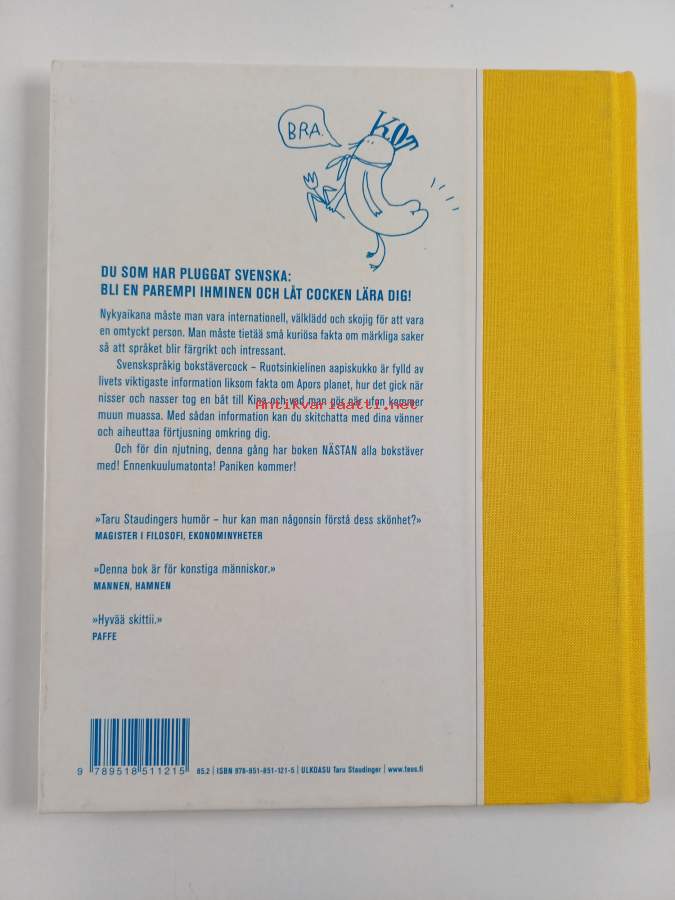 BRA.
KOT
DU SOM HAR PLUGGAT SVENSKA:
BLI EN PAREMPI IHMINEN OCH LÅT COCKEN LÄRA DIG!
Nykyaikana måste man vara internationell, välklädd och skojig för att vara
en omtyckt person. Man måste tietää små kuriösa fakta om märkliga saker
så att språket blir färgrikt och intressant.
Svenskspråkig bokstävercock – Ruotsinkielinen aapiskukko är fylld av
livets viktigaste information liksom fakta om Apors planet, hur det gick när
nisser och nasser tog en båt till Kina och vad man gör när ufon kommer
Antikvariaatti.net
muun muassa. Med sådan information kan du skitchatta med dina vänner
och aiheuttaa förtjusning omkring dig.
Och för din njutning, denna gång har boken NÄSTAN alla bokstäver
med! Ennenkuulumatonta! Paniken kommer!
»Taru Staudingers humör – hur kan man någonsin förstå dess skönhet?»
MAGISTER I FILOSOFI, EKONOMINYHETER
»Denna bok är för konstiga människor.»
MANNEN, HAMNEN
»Hyvää skittii.»
PAFFE
9 789518 511215
85.2 | ISBN 978-951-851-121-5 | ULKOASU Taru Staudinger | www.teos.fi